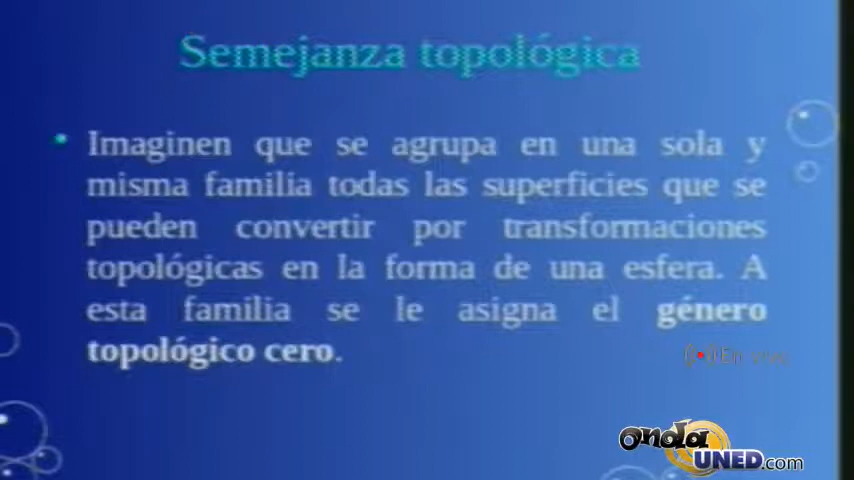 Semejanza topológica
Imaginen que se agrupa en una sola y
misma familia todas las superficies que se
pueden convertir por transformaciones
topológicas en la forma de una esfera. A
esta familia se le asigna el género
topológico cero.
En vivo
onda
UNED.com